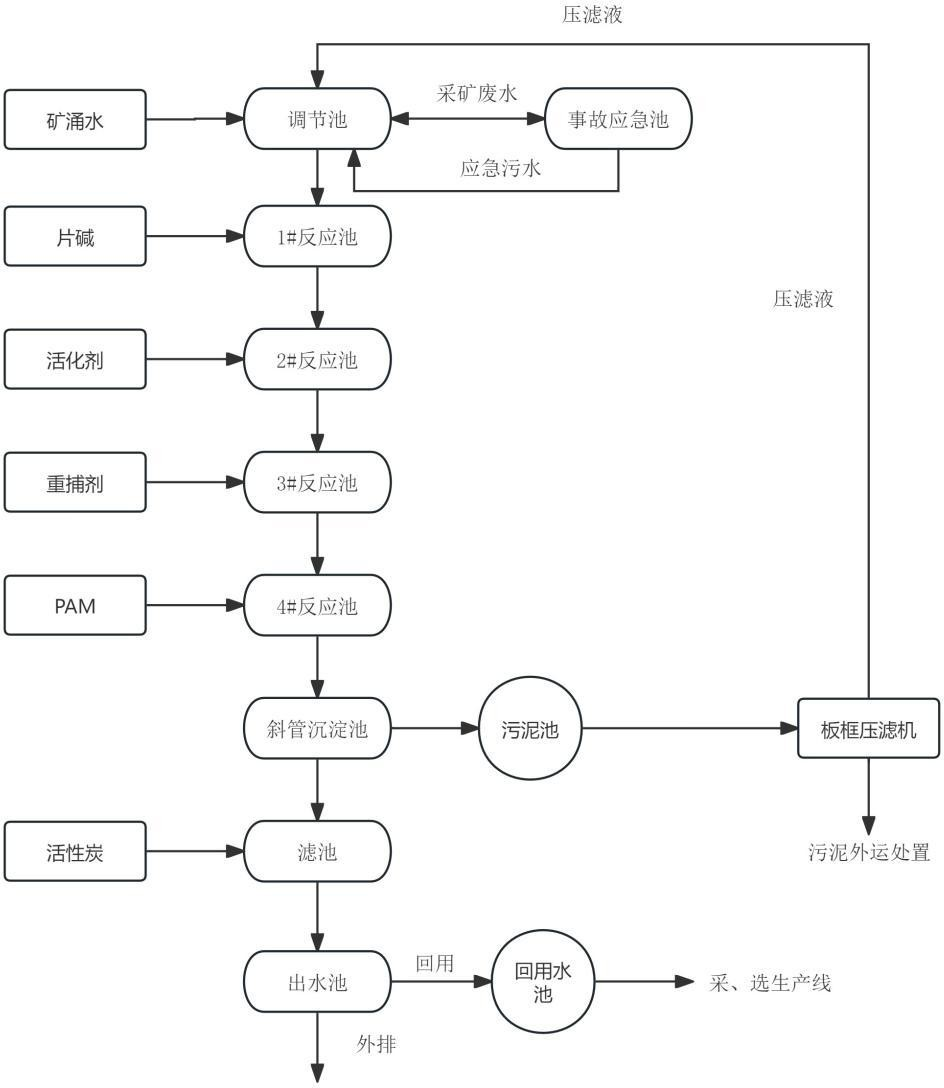 压滤液
矿涌水
调节池
采矿废水
事故应急池
应急污水
片碱
1#反应池
压滤液
活化剂
2#反应池
重捕剂
3#反应池
PAM
4#反应池
斜管沉淀池
污泥池
板框压滤机
活性炭
滤池
污泥外运处置
出水池
回用
回用水
池
采、选生产线
外排